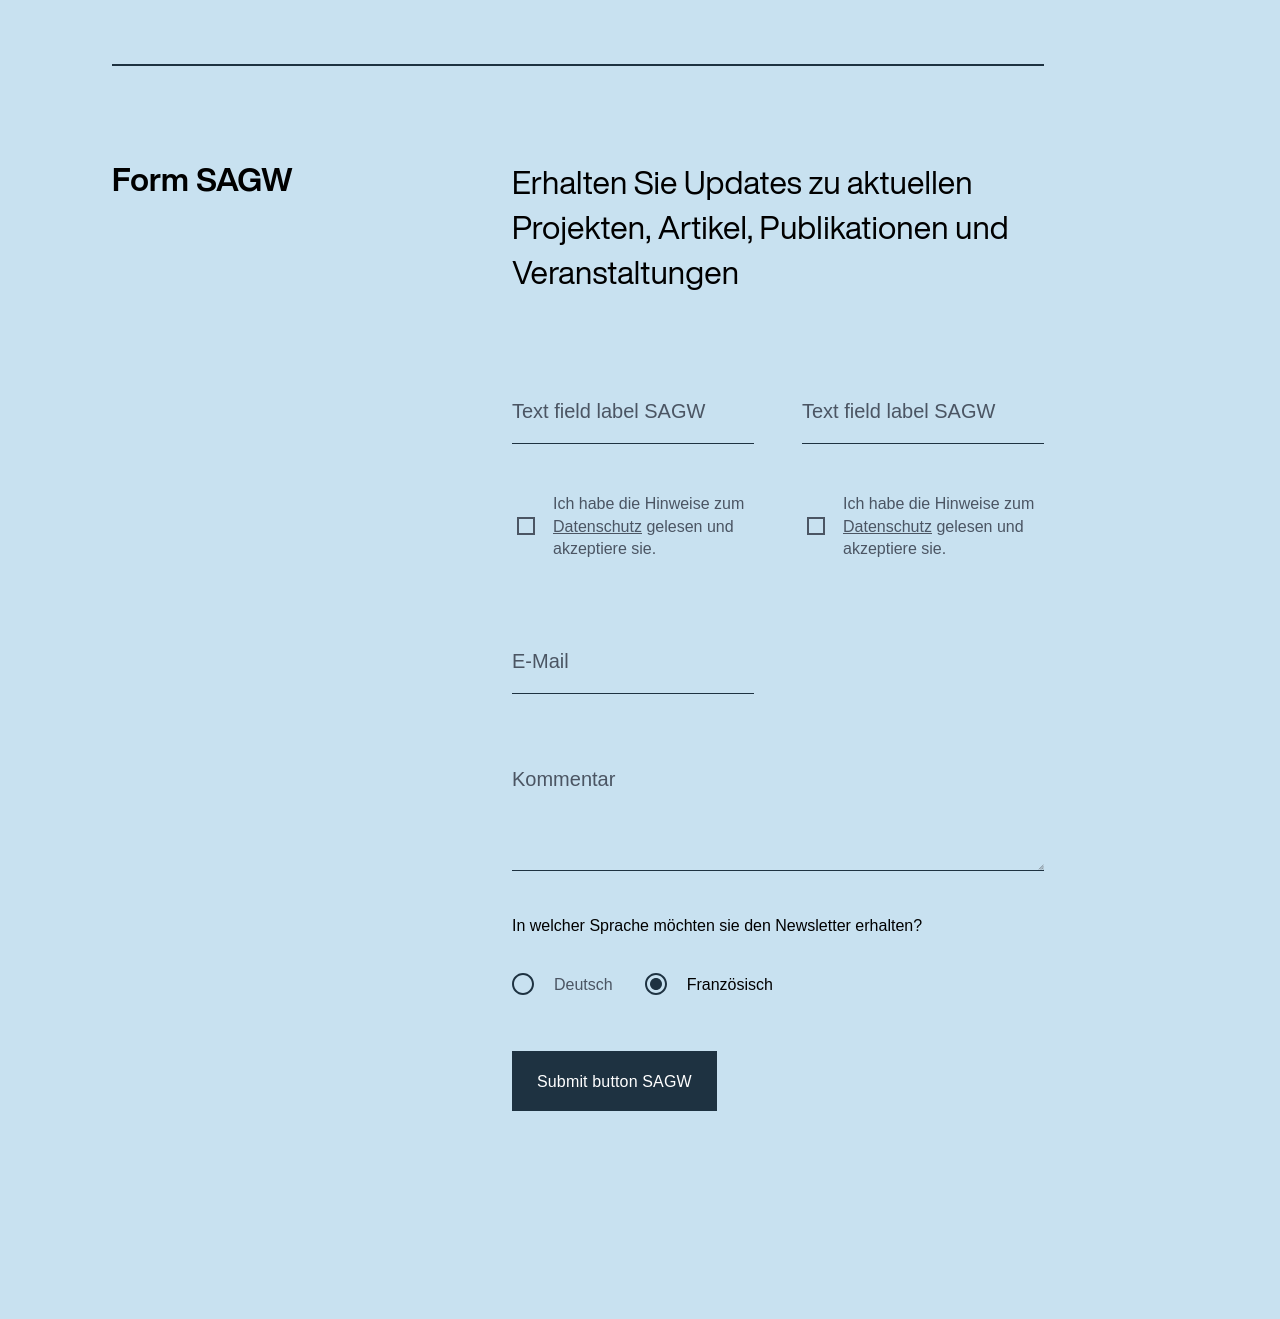 Form SAGW
Erhalten Sie Updates zu aktuellen
Projekten, Artikel, Publikationen und
Veranstaltungen
Text field label SAGW
Text field label SAGW
Ich habe die Hinweise zum
Datenschutz gelesen und
akzeptiere sie.
Ich habe die Hinweise zum
Datenschutz gelesen und
akzeptiere sie.
E-Mail
Kommentar
In welcher Sprache möchten sie den Newsletter erhalten?
Deutsch
Französisch
Submit button SAGW